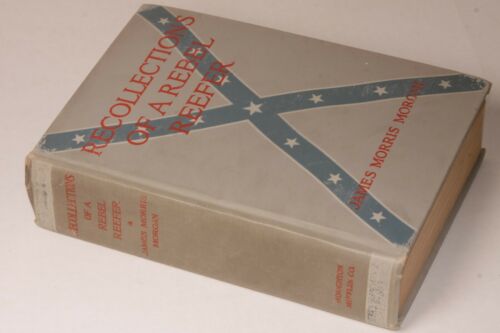 RECOLLECTIONS
OF A REBEL
REEFER
JAMES MORRIS MORGAN
RECOLLECTIONS
OF A
REBEL
REEFER
JAMES MORRIS
MORGAN
HOUGHTON
MIFFLIN CO.